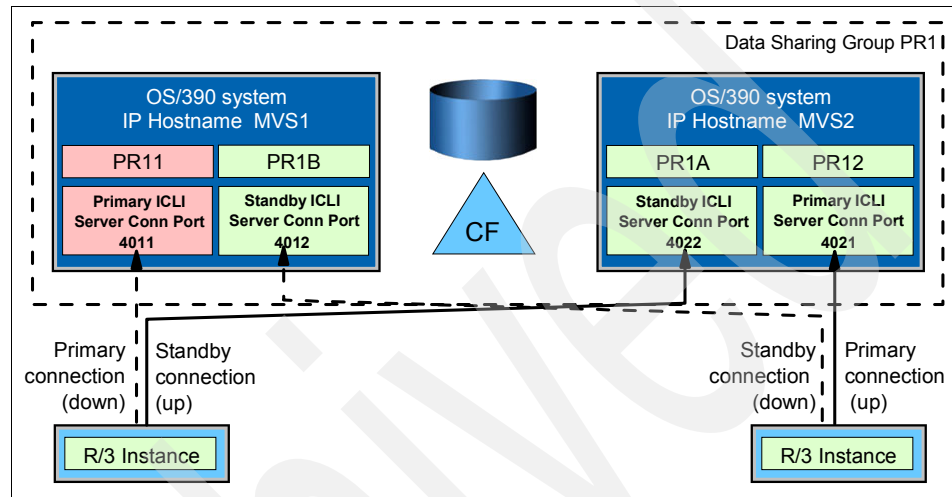 Data Sharing Group PR1
OS/390 system
IP Hostname MVS1
PR11
PR1B
Primary ICLI
Server Conn Port
4011
Standby ICLI
Server Conn Port
4012
CF
OS/390 system
IP Hostname MVS2
PR1A
PR12
Standby ICLI
Server Conn Port
4022
Primary ICLI
Server Conn Port
4021
Primary
connection
(down)
Standby
connection
(up)
Standby
connection
(down)
Primary
connection
(up)
R/3 Instance
R/3 Instance